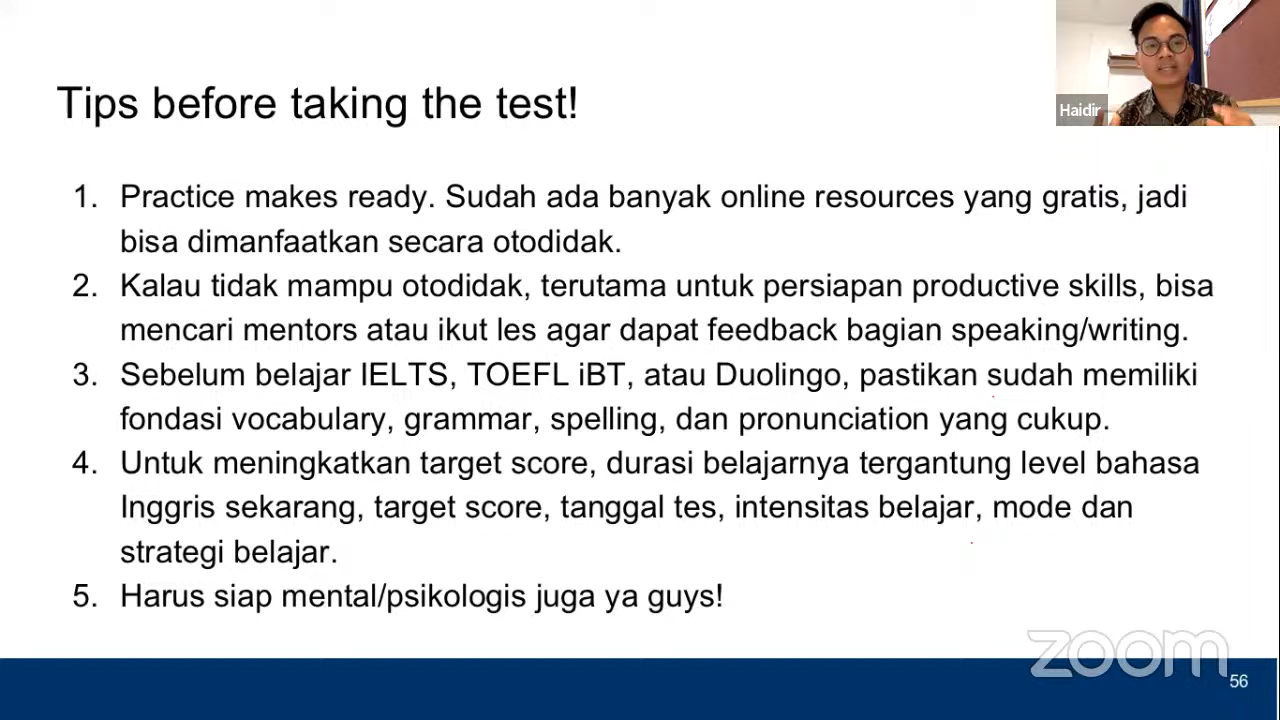 Haidir
Tips before taking the test!
1. Practice makes ready. Sudah ada banyak online resources yang gratis, jadi
bisa dimanfaatkan secara otodidak.
2. Kalau tidak mampu otodidak, terutama untuk persiapan productive skills, bisa
mencari mentors atau ikut les agar dapat feedback bagian speaking/writing.
3. Sebelum belajar IELTS, TOEFL iBT, atau Duolingo, pastikan sudah memiliki
fondasi vocabulary, grammar, spelling, dan pronunciation yang cukup.
4. Untuk meningkatkan target score, durasi belajarnya tergantung level bahasa
Inggris sekarang, target score, tanggal tes, intensitas belajar, mode dan
strategi belajar.
5. Harus siap mental/psikologis juga ya guys!
zoom
56